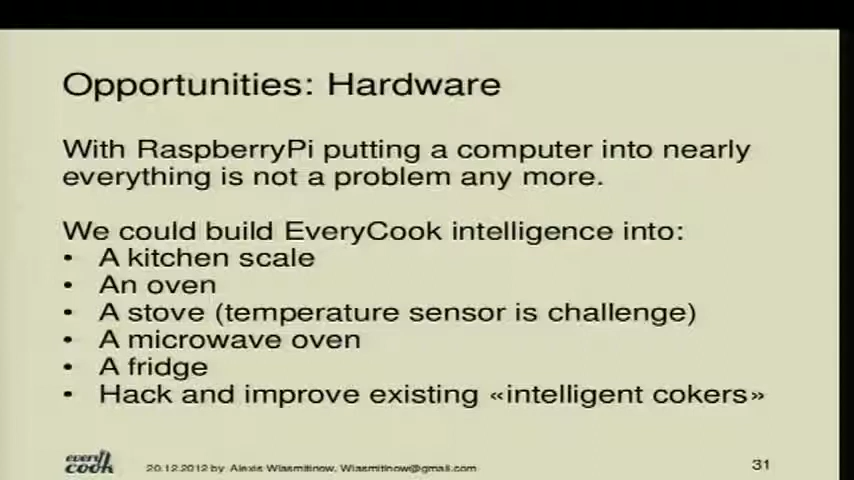 Opportunities: Hardware
With RaspberryPi putting a computer into nearly
everything is not a problem any more.
We could build EveryCook intelligence into:
• A kitchen scale
• An oven
• A stove (temperature sensor is challenge)
• A microwave oven
• A fridge
• Hack and improve existing «intelligent cokers»
every cook
20.12.2012 by Alexis Wiasmitinow, Wiasmitinow@gmail.com
31